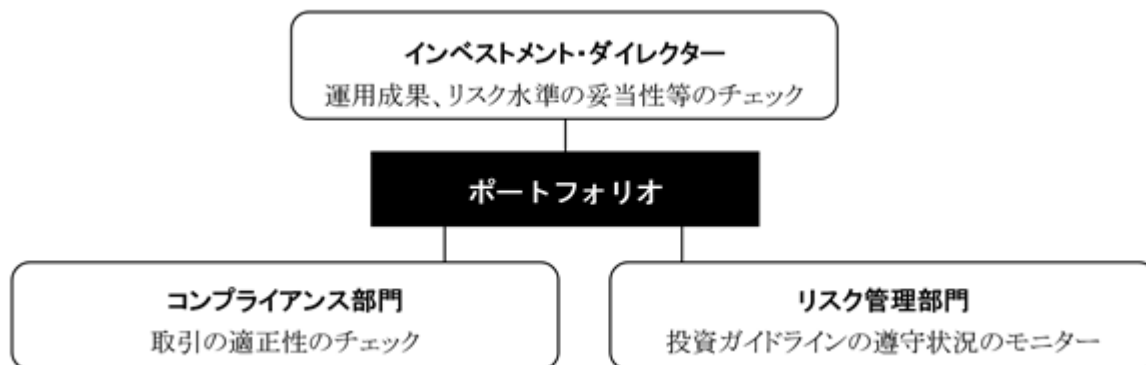 インベストメント・ダイレクター
運用成果、リスク水準の妥当性等のチェック
ポートフォリオ
コンプライアンス部門
取引の適正性のチェック
リスク管理部門
投資ガイドラインの遵守状況のモニター